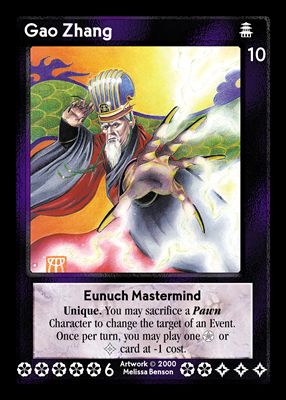 Gao Zhang
10
Eunuch Mastermind
Unique. You may sacrifice a Pawn
Character to change the target of an Event.
Once per turn, you may play one or
card at -1 cost.
6
Artwork © 2000
Melissa Benson